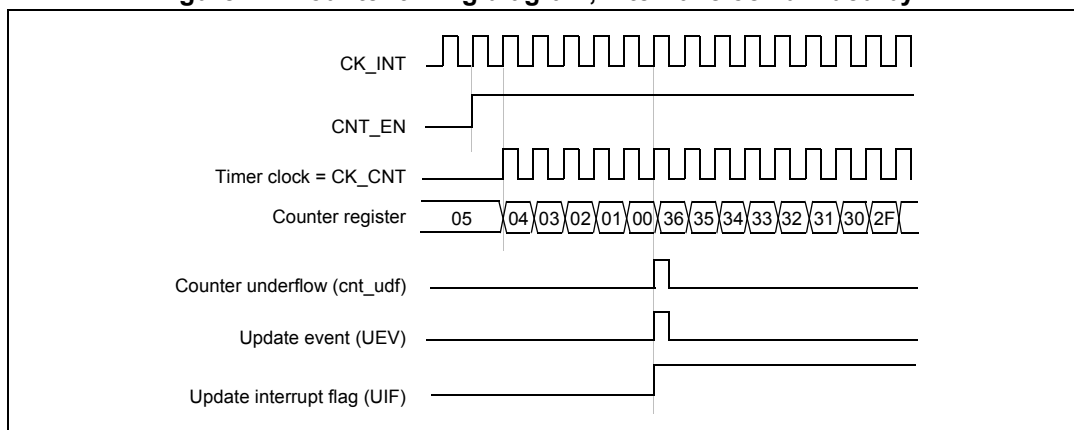 CK_INT
CNT_EN
Timer clock = CK_CNT
Counter register 05 04 03 02 01 00 36 35 34 33 32 31 30 2F
Counter underflow (cnt_udf)
Update event (UEV)
Update interrupt flag (UIF)